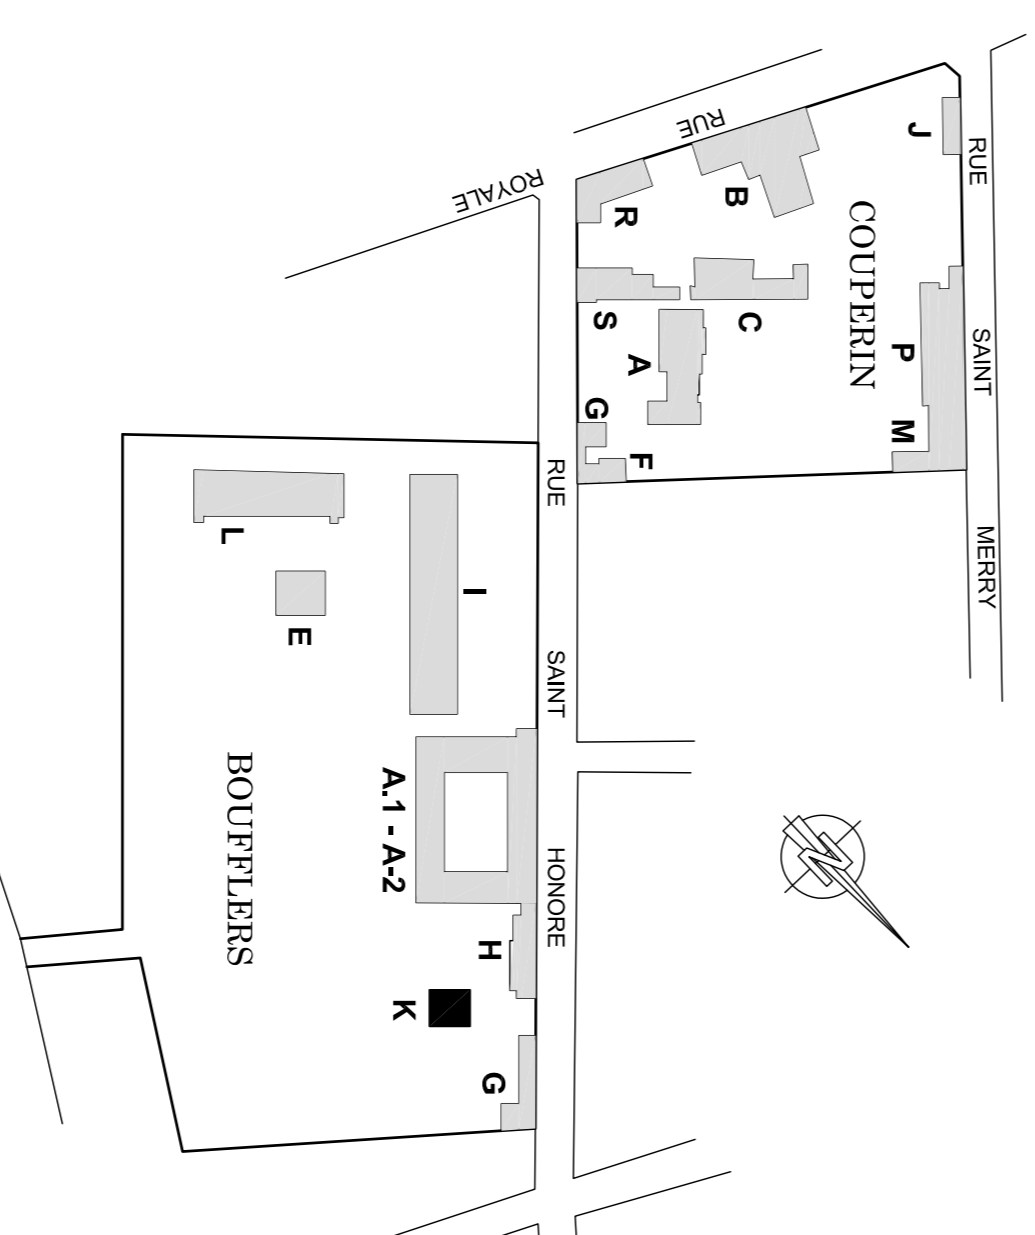 RUE
ROYALE
J
RUE
B
R
COUPERIN
S
C
SAINT
P
A
G
M
F
RUE
L
I
MERRY
E
SAINT
BOUFFLERS
A.1 - A-2
HONORE
N
H
K
G